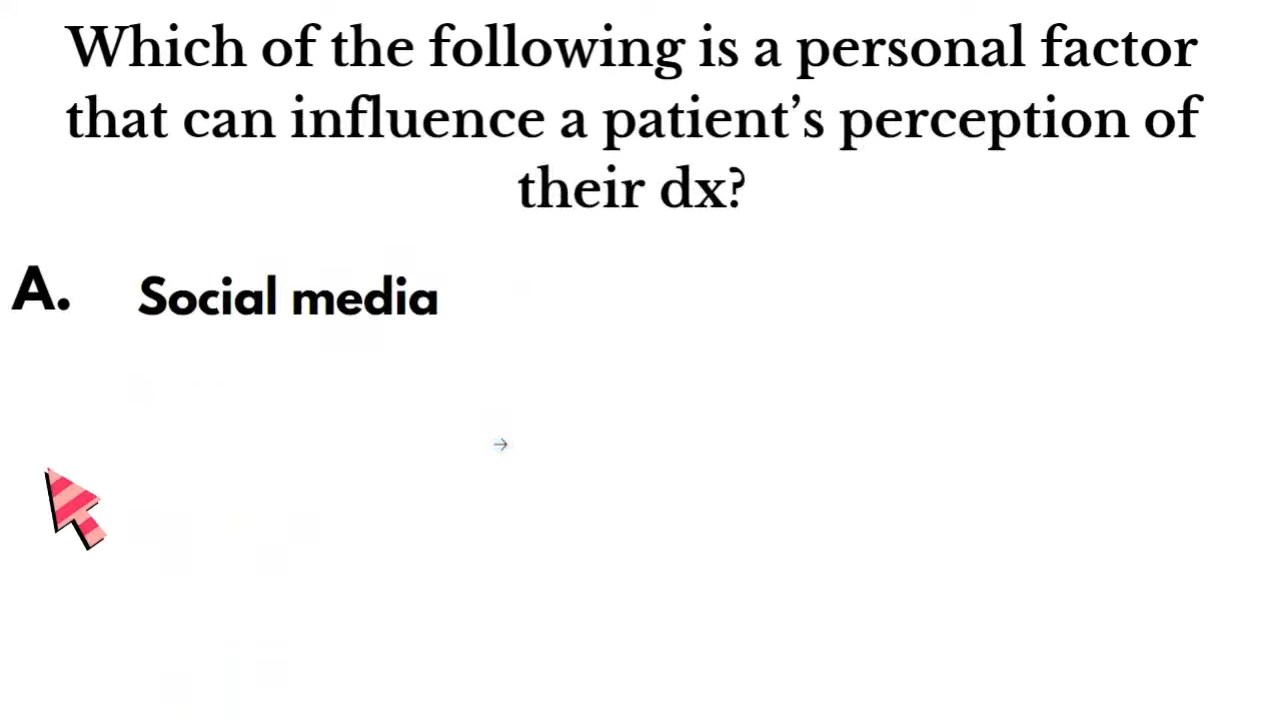 Which of the following is a personal factor
that can influence a patient’s perception of
their dx?
A. Social media